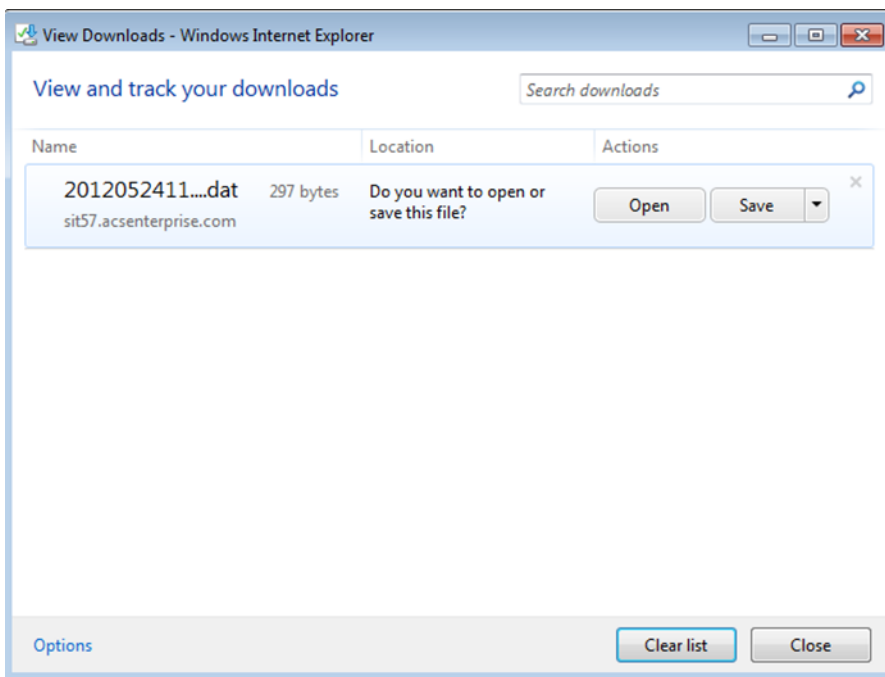 View Downloads - Windows Internet Explorer
View and track your downloads
Search downloads
Name
Location
Actions
2012052411....dat
297 bytes
sit57.acsenterprise.com
Do you want to open or
save this file?
Open
Save
Options
Clear list
Close